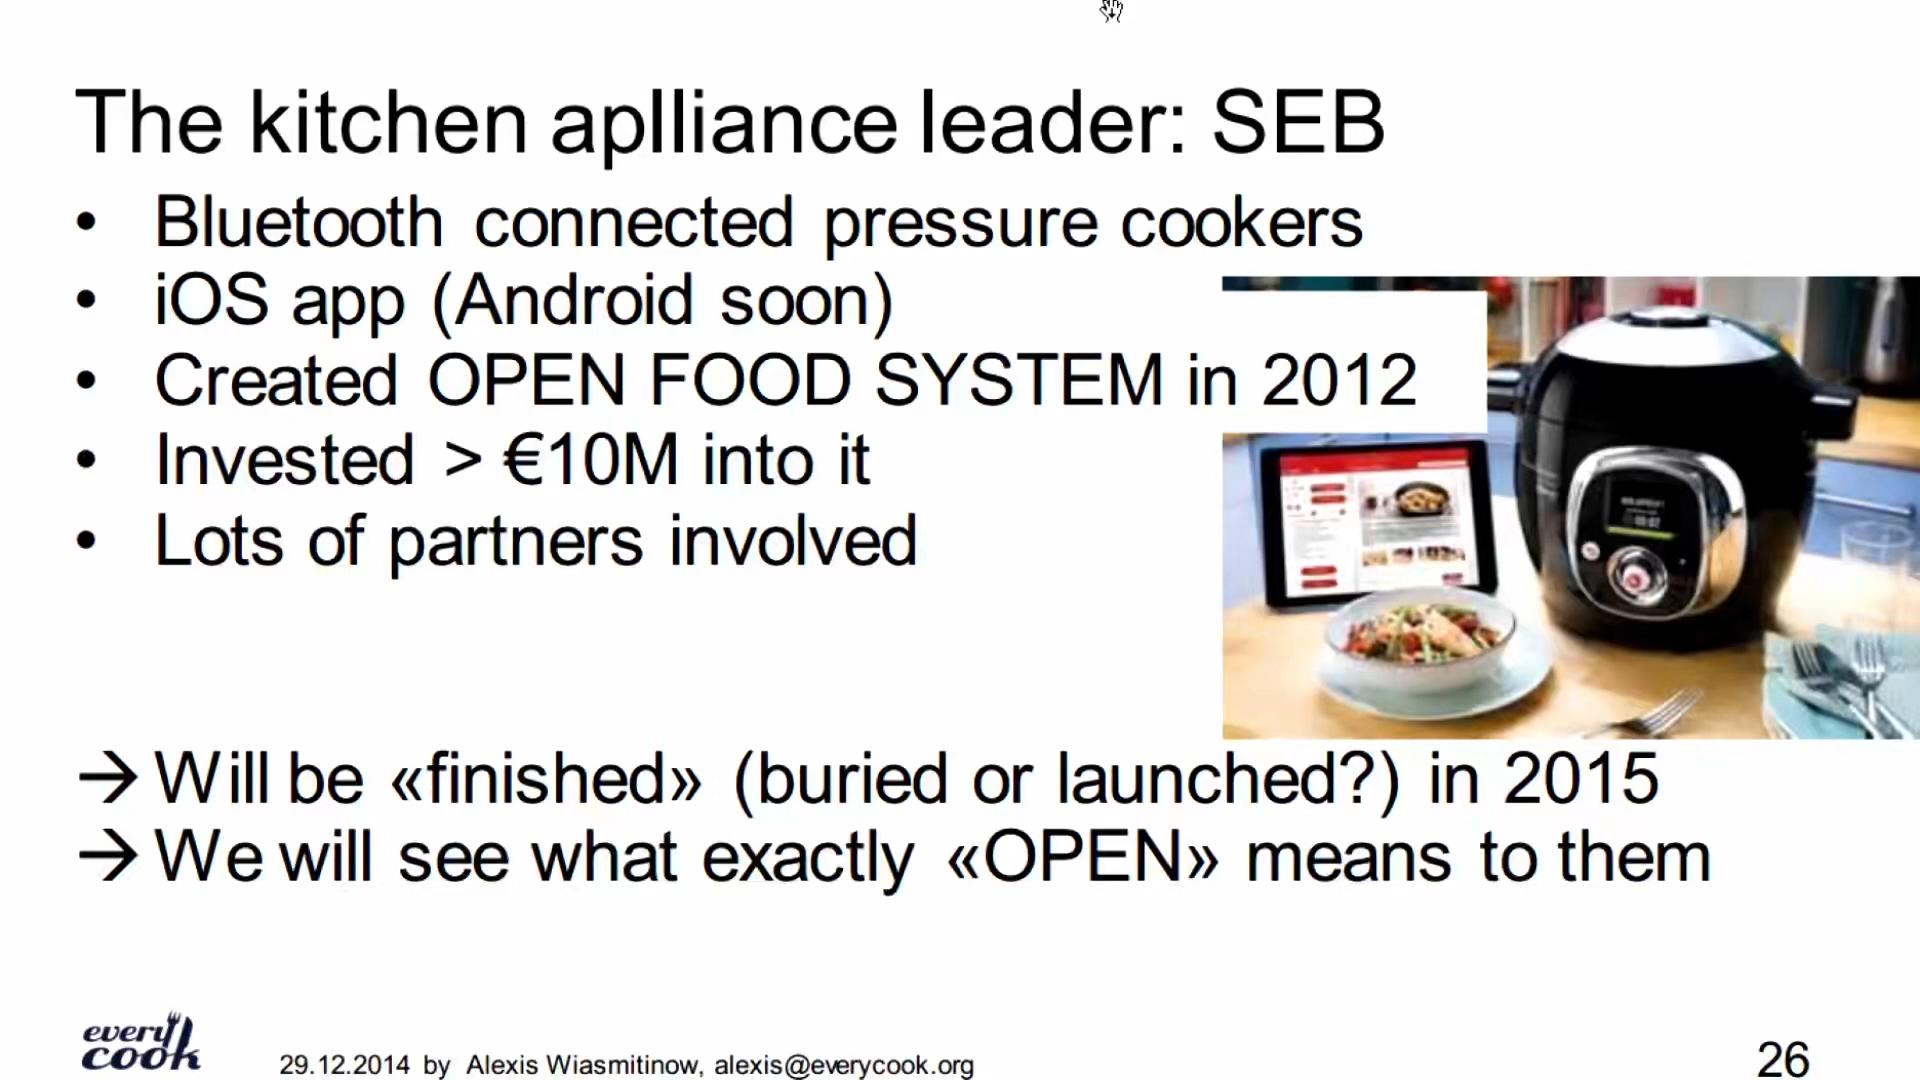 The kitchen aplliance leader: SEB
• Bluetooth connected pressure cookers
• iOS app (Android soon)
• Created OPEN FOOD SYSTEM in 2012
• Invested > €10M into it
• Lots of partners involved
→ Will be «finished» (buried or launched?) in 2015
→ We will see what exactly «OPEN» means to them
every
cook
29.12.2014 by Alexis Wiasmitinow, alexis@everycook.org
26